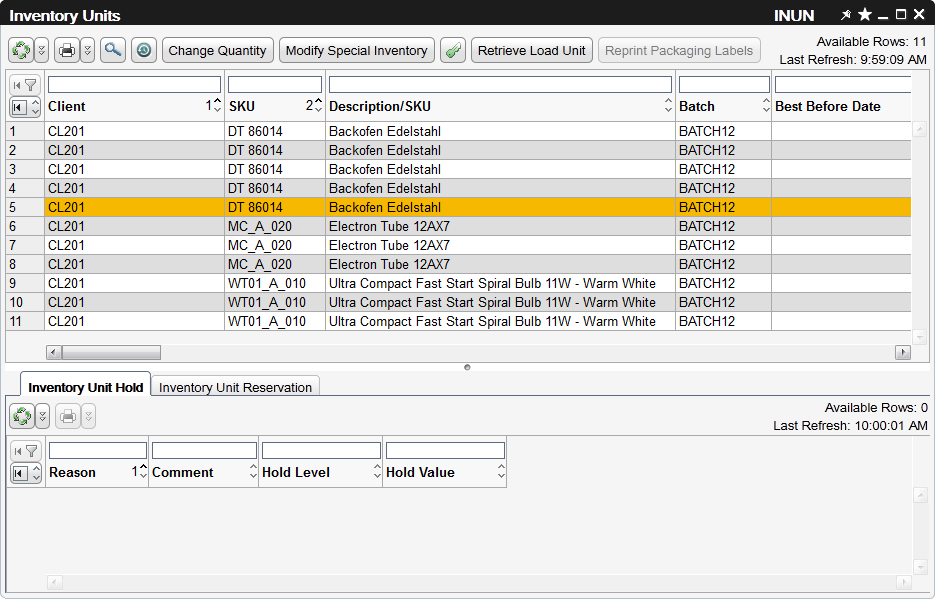 Inventory Units INUN
Change Quantity Modify Special Inventory Retrieve Load Unit Reprint Packaging Labels
Available Rows: 11
Last Refresh: 9:59:09 AM
Client 1 SKU 2 Description/SKU Batch Best Before Date
1 CL201 DT 86014 Backofen Edelstahl BATCH12
2 CL201 DT 86014 Backofen Edelstahl BATCH12
3 CL201 DT 86014 Backofen Edelstahl BATCH12
4 CL201 DT 86014 Backofen Edelstahl BATCH12
5 CL201 DT 86014 Backofen Edelstahl BATCH12
6 CL201 MC_A_020 Electron Tube 12AX7 BATCH12
7 CL201 MC_A_020 Electron Tube 12AX7 BATCH12
8 CL201 MC_A_020 Electron Tube 12AX7 BATCH12
9 CL201 WT01_A_010 Ultra Compact Fast Start Spiral Bulb 11W - Warm White BATCH12
10 CL201 WT01_A_010 Ultra Compact Fast Start Spiral Bulb 11W - Warm White BATCH12
11 CL201 WT01_A_010 Ultra Compact Fast Start Spiral Bulb 11W - Warm White BATCH12
Inventory Unit Hold Inventory Unit Reservation
Available Rows: 0
Last Refresh: 10:00:01 AM
Reason 1 Comment Hold Level Hold Value